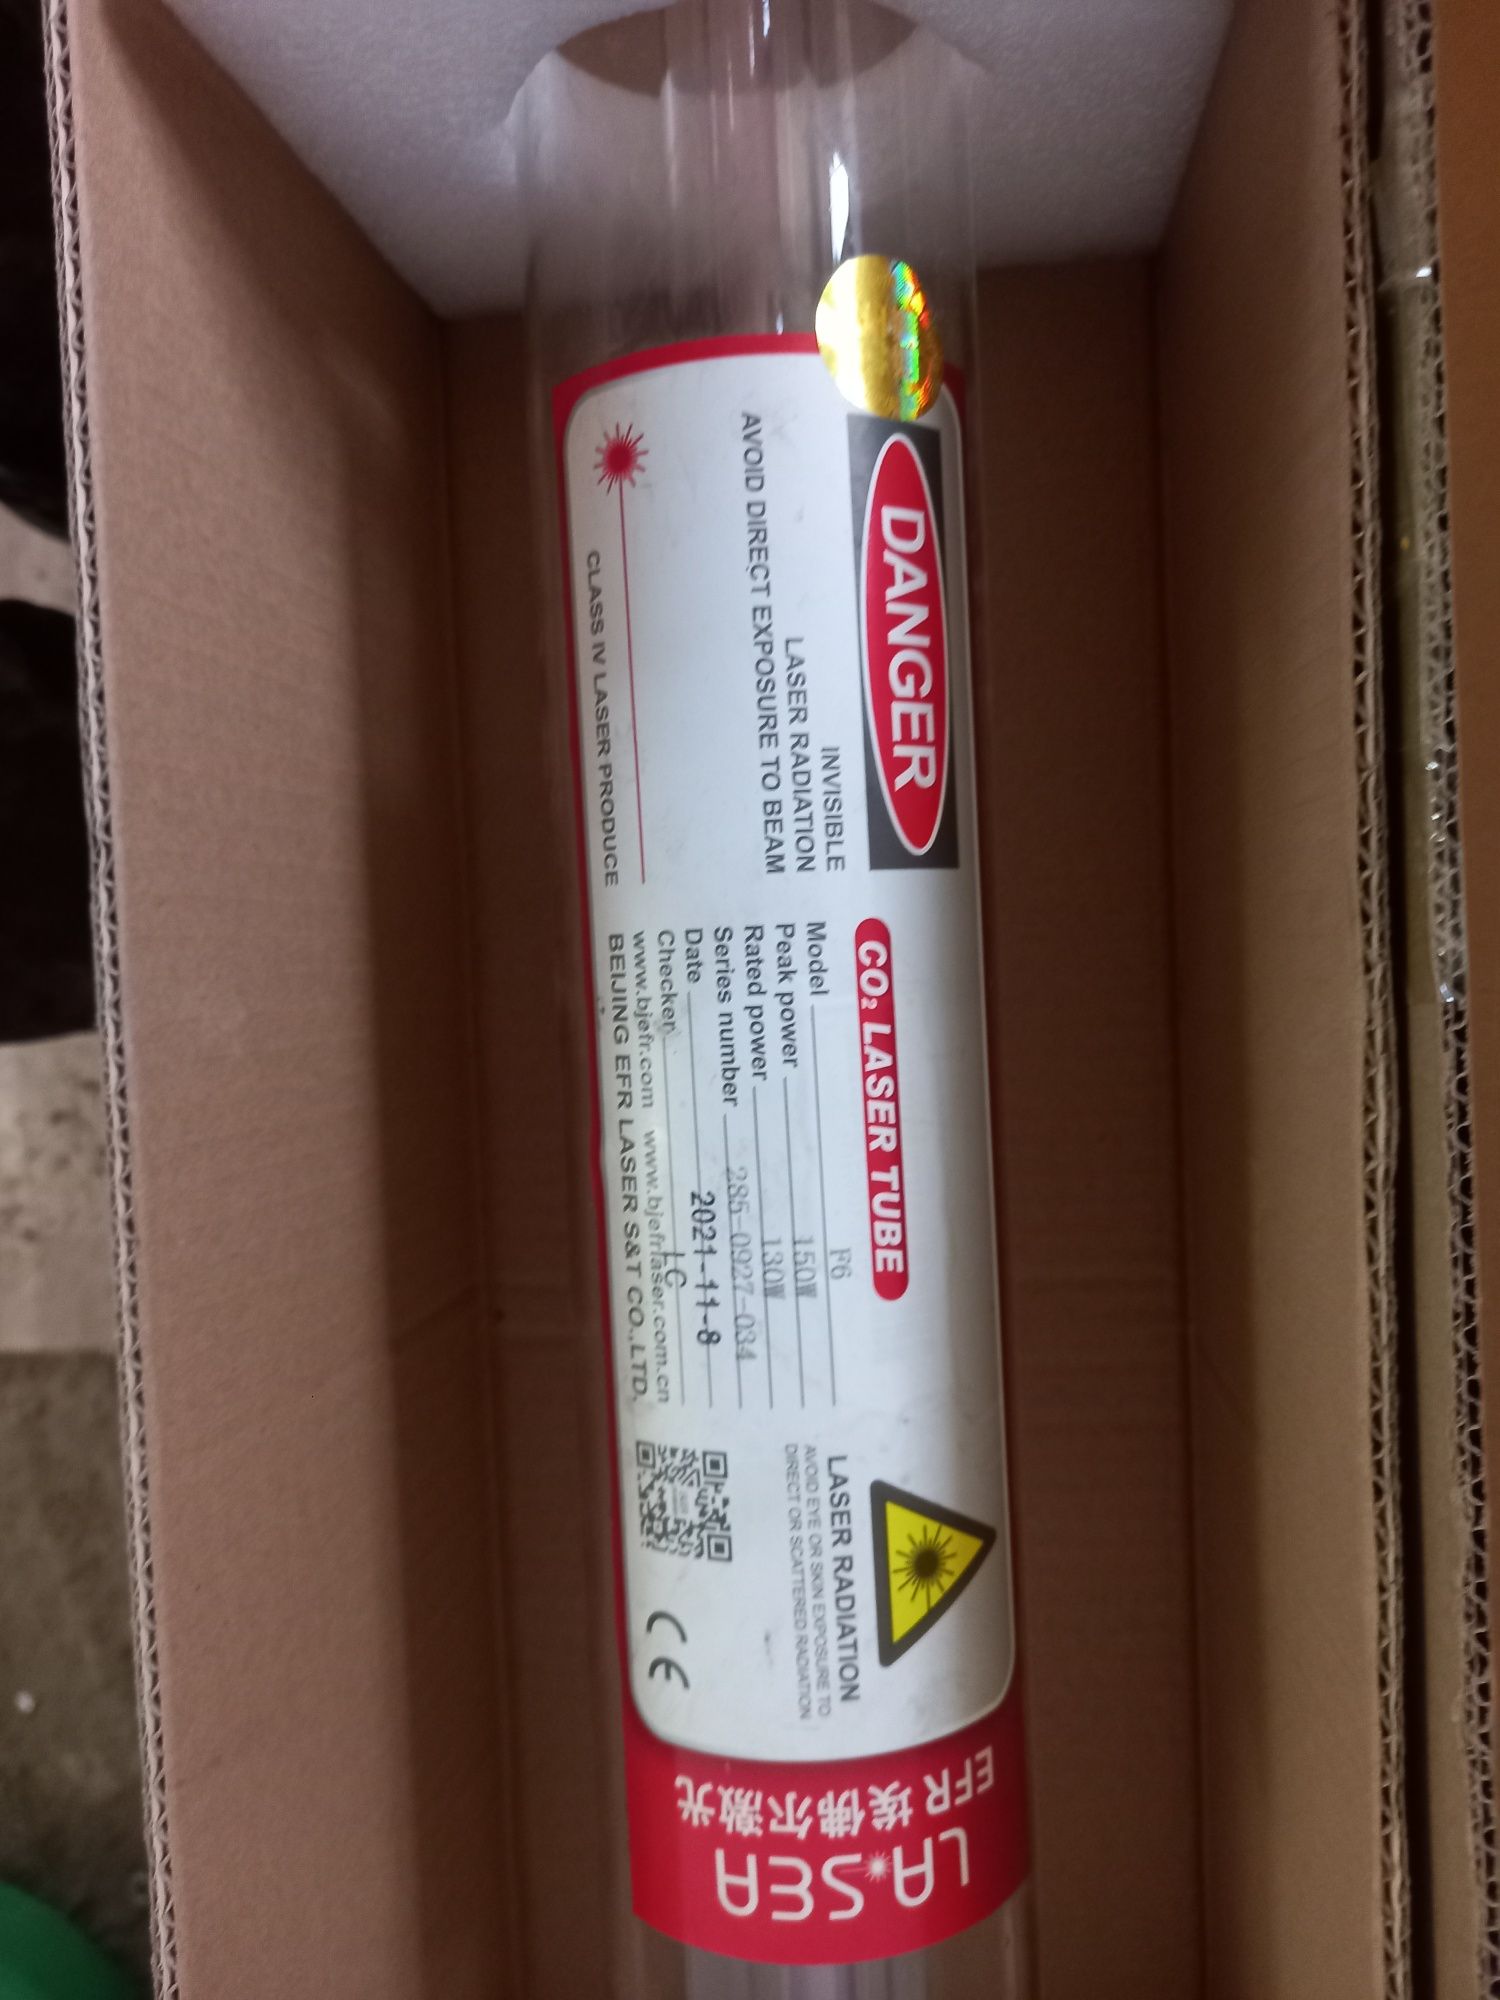 DANGER
INVISIBLE
LASER RADIATION
AVOID DIRECT EXPOSURE TO BEAM
CLASS IV LASER PRODUCE
CO₂ LASER TUBE
Model F6
Peak power 150W
Rated power 130W
Series number 285-0927-034
Date 2021-11-8
Checker LC
www.bjefr.com www.bjefrlaser.com.cn
BEIJING EFR LASER S&T CO.,LTD.
LASER RADIATION
AVOID EYE OR SKIN EXPOSURE TO
DIRECT OR SCATTERED RADIATION
CE
EFR 埃佛尔激光
LASEA